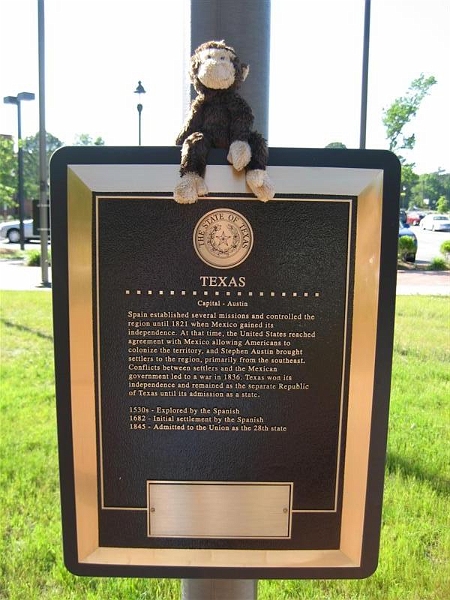 THE STATE OF TEXAS
TEXAS
Capital - Austin
Spain established several missions and controlled the
region until 1821 when Mexico gained its
independence. At that time, the United States reached
agreement with Mexico allowing Americans to
colonize the territory, and Stephen Austin brought
settlers to the region, primarily from the southeast.
Conflicts between settlers and the Mexican
government led to a war in 1836. Texas won its
independence and remained as the separate Republic
of Texas until its admission as a state.
1530s - Explored by the Spanish
1682 - Initial settlement by the Spanish
1845 - Admitted to the Union as the 28th state